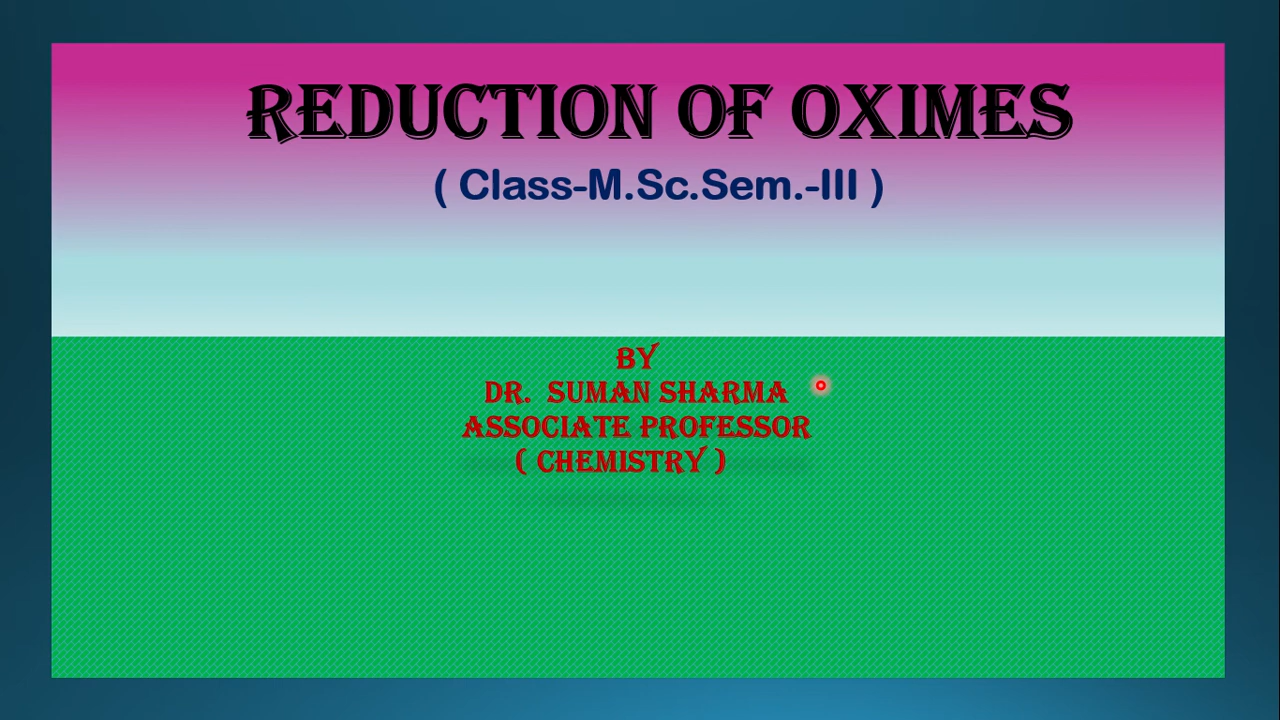 REDUCTION OF OXIMES
( Class-M.Sc.Sem.-III )
BY
DR. SUMAN SHARMA
ASSOCIATE PROFESSOR
( CHEMISTRY )